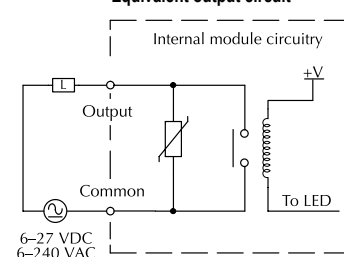 Equivalent output circuit
Internal module circuitry
+V
L
Output
Common
To LED
6–27 VDC
6–240 VAC